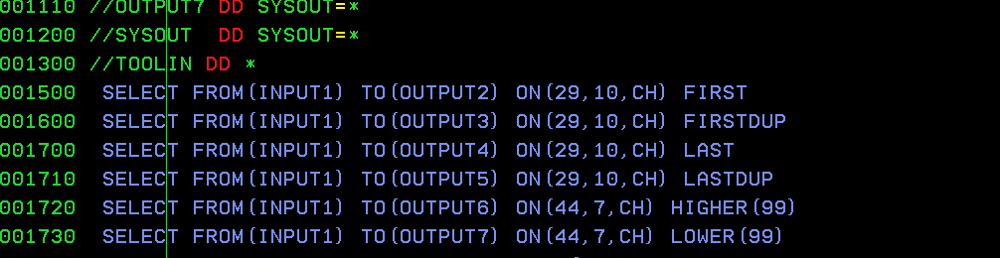 001110 //OUTPUT7 DD SYSOUT=*
001200 //SYSOUT  DD SYSOUT=*
001300 //TOOLIN DD *
001500  SELECT FROM(INPUT1) TO(OUTPUT2) ON(29,10,CH) FIRST
001600  SELECT FROM(INPUT1) TO(OUTPUT3) ON(29,10,CH) FIRSTDUP
001700  SELECT FROM(INPUT1) TO(OUTPUT4) ON(29,10,CH) LAST
001710  SELECT FROM(INPUT1) TO(OUTPUT5) ON(29,10,CH) LASTDUP
001720  SELECT FROM(INPUT1) TO(OUTPUT6) ON(44,7,CH) HIGHER(99)
001730  SELECT FROM(INPUT1) TO(OUTPUT7) ON(44,7,CH) LOWER(99)